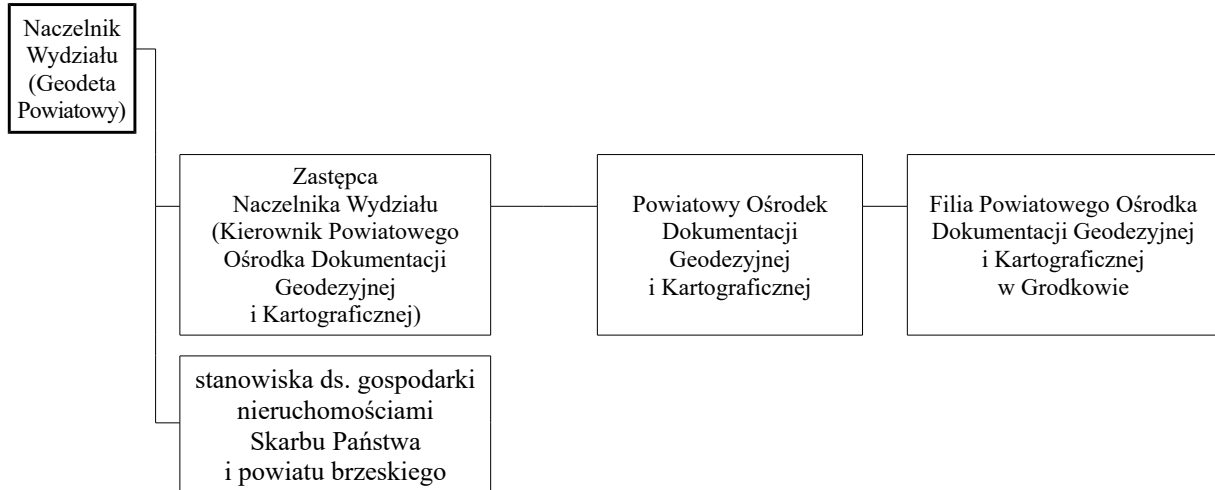 Naczelnik
Wydziału
(Geodeta
Powiatowy)
Zastępca
Naczelnika Wydziału
(Kierownik Powiatowego
Ośrodka Dokumentacji
Geodezyjnej
i Kartograficznej)
Powiatowy Ośrodek
Dokumentacji
Geodezyjnej
i Kartograficznej
Filia Powiatowego Ośrodka
Dokumentacji Geodezyjnej
i Kartograficznej
w Grodkowie
stanowiska ds. gospodarki
nieruchomościami
Skarbu Państwa
i powiatu brzeskiego